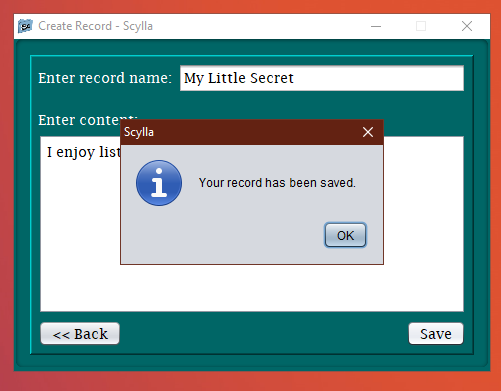 Create Record - Scylla
Enter record name: My Little Secret
Enter content:
Scylla
I enjoy
Your record has been saved.
OK
<< Back Save